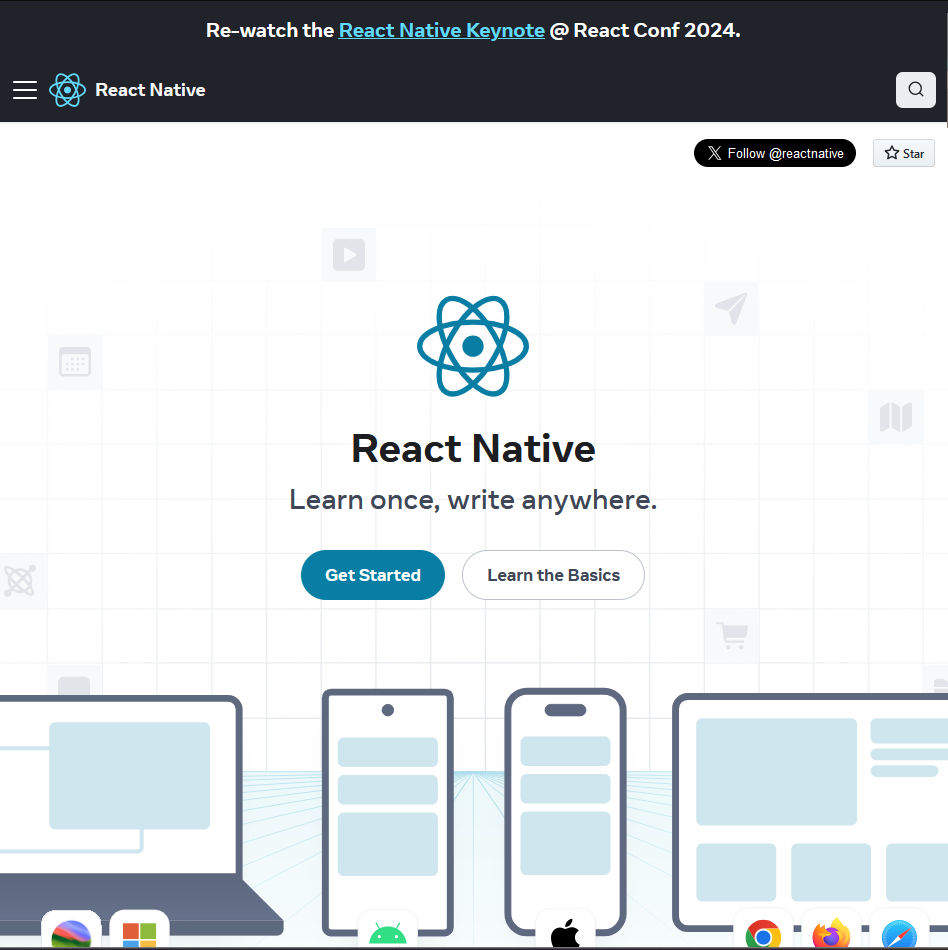 Re-watch the React Native Keynote @ React Conf 2024.
React Native
Follow @reactnative
Star
React Native
Learn once, write anywhere.
Get Started
Learn the Basics